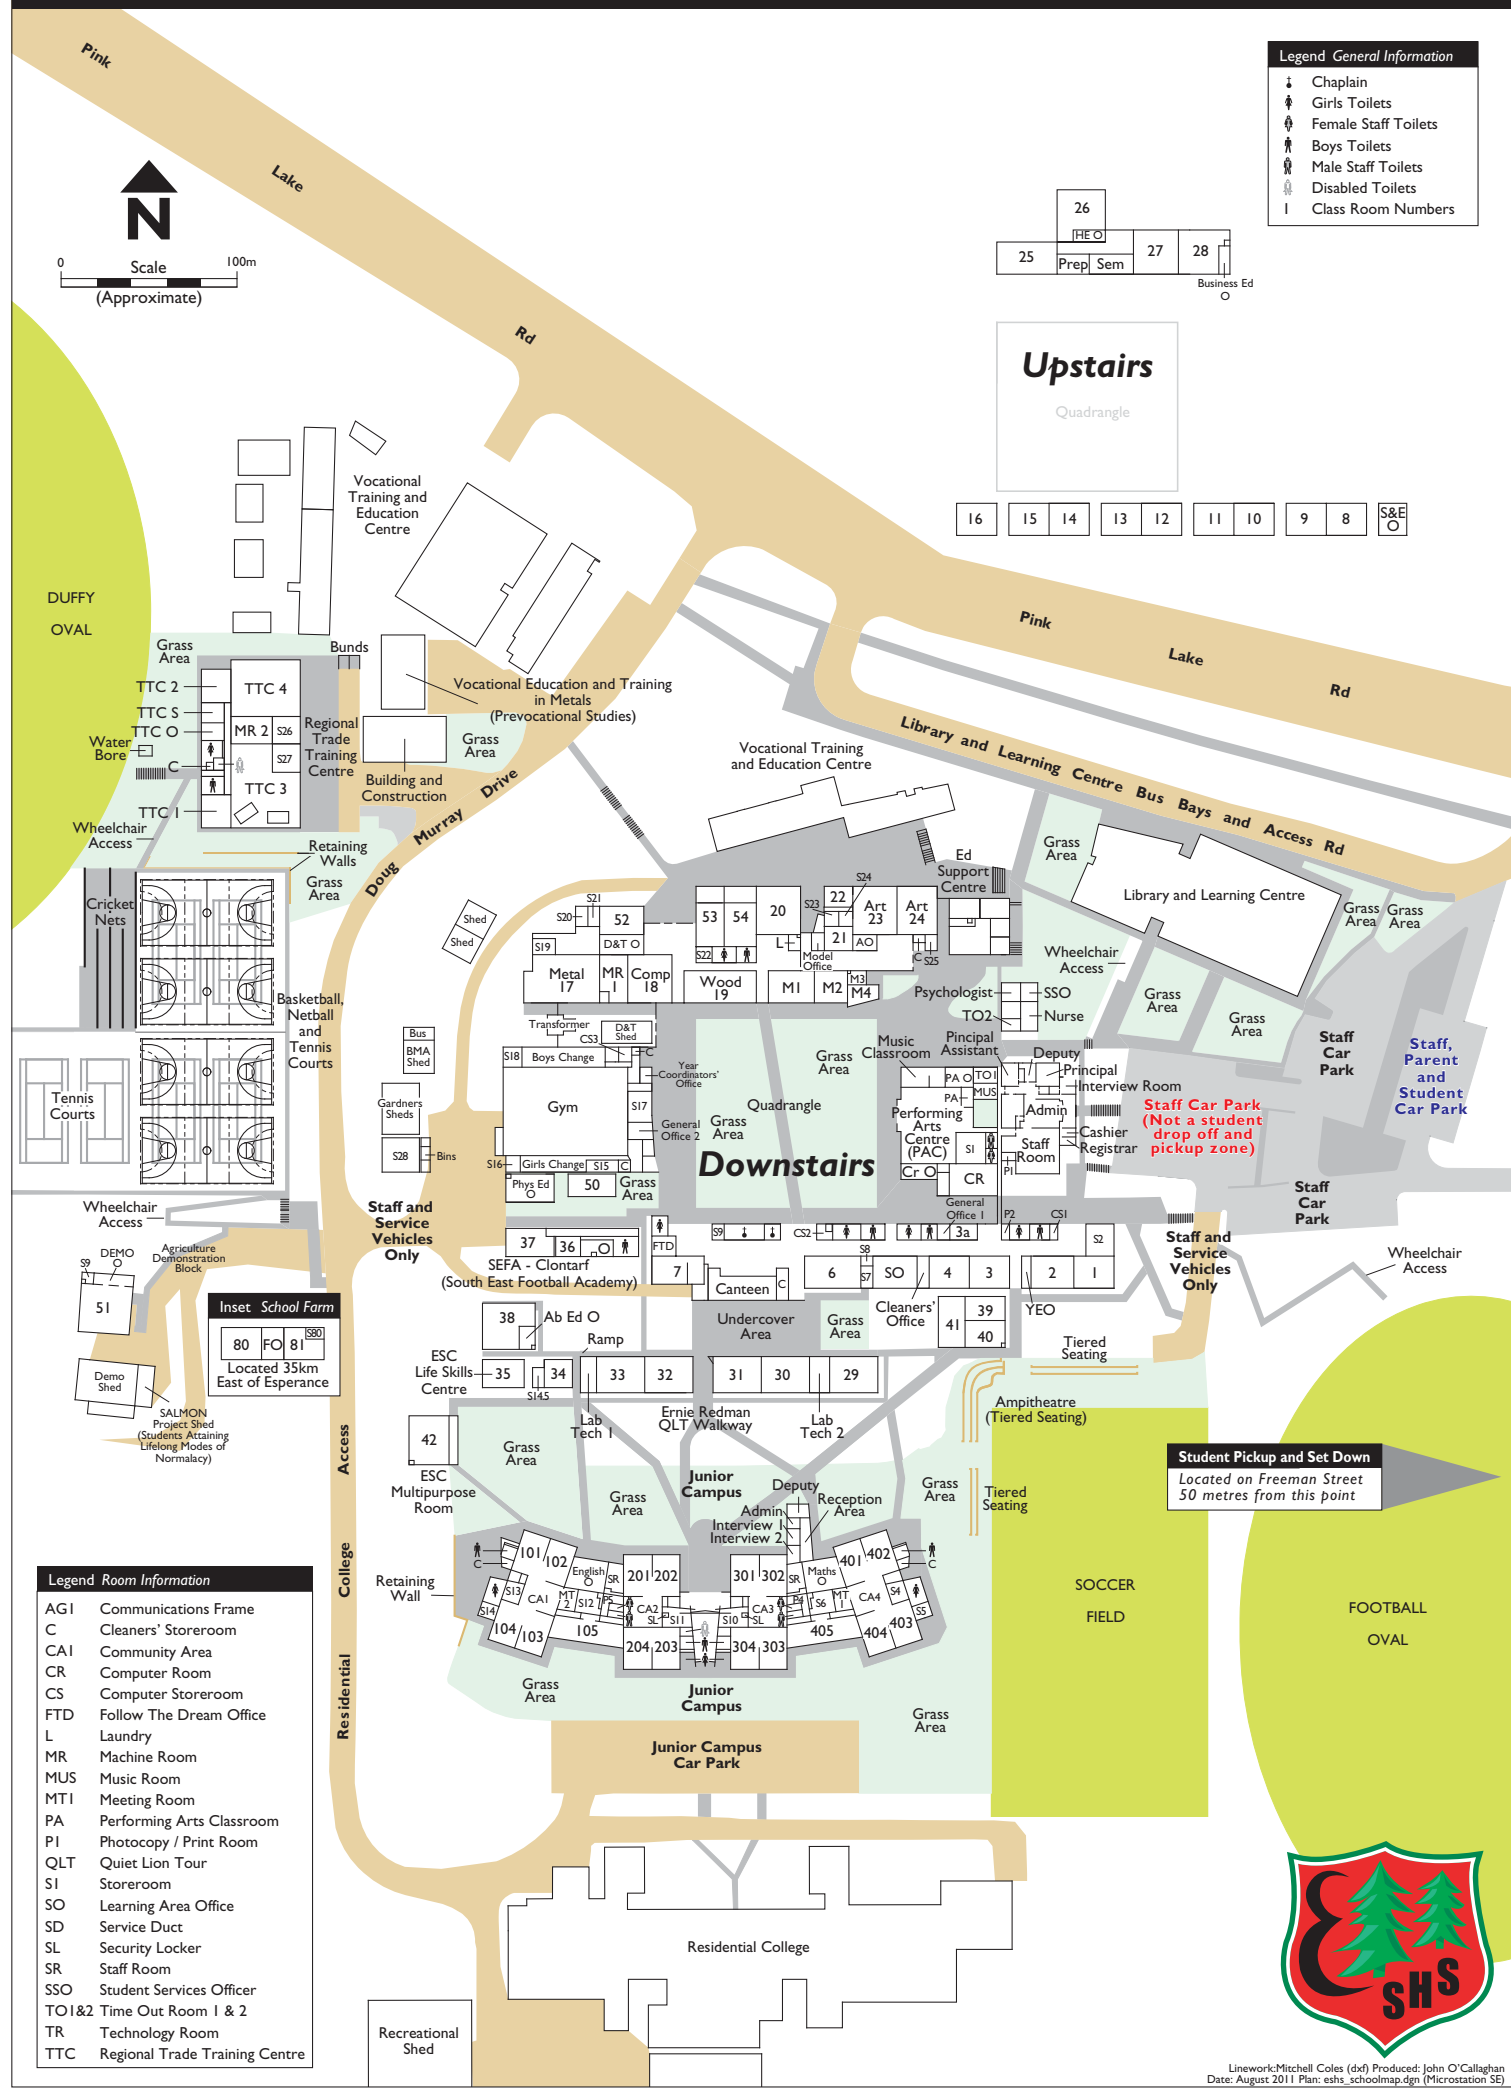 Pink
Lake
Rd
Pink
Lake
Rd
N
0
Scale
100m
(Approximate)
Legend General Information
Chaplain
Girls Toilets
Female Staff Toilets
Boys Toilets
Male Staff Toilets
Disabled Toilets
1 Class Room Numbers
26
HE O
25
Prep
Sem
27
28
Business Ed
O
Upstairs
Quadrangle
16
15
14
13
12
11
10
9
8
S&E
O
DUFFY
OVAL
Vocational
Training and
Education
Centre
Grass
Area
Bunds
TTC 2
TTC 4
TTC S
TTC O
MR 2
S26
S27
Water
Bore
C
TTC 3
TTC 1
Regional
Trade
Training
Centre
Wheelchair
Access
Vocational Education and Training
in Metals
(Prevocational Studies)
Grass
Area
Building and
Construction
Doug Murray Drive
Retaining
Walls
Grass
Area
Cricket
Nets
Basketball,
Netball
and
Tennis
Courts
Tennis
Courts
Vocational Training
and Education Centre
Library and Learning Centre Bus Bays and Access Rd
Grass
Area
Library and Learning Centre
Grass
Area
Grass
Area
Ed
Support
Centre
Wheelchair
Access
Grass
Area
Grass
Area
Shed
Shed
S21
S20
52
S19
D&T O
Metal
17
MR
1
Comp
18
53
54
20
S22
L
Wood
19
S24
S23
22
21
Art
23
Art
24
AO
Model
Office
C
S25
M1
M2
M3
M4
Psychologist
SSO
TO2
Nurse
Transformer
CS3
D&T
Shed
S18
Boys Change
C
Year
Coordinators'
Office
Gym
S17
General
Office 2
S16
Girls Change
S15
C
Phys Ed
O
50
Grass
Area
Bus
BMA
Shed
Gardners
Sheds
S28
Bins
Grass
Area
Quadrangle
Grass
Area
Downstairs
Music
Classroom
Pincipal
Assistant
Deputy
Principal
Interview Room
PA O
TO1
PA
MUS
Performing
Arts
Centre
(PAC)
Admin
S1
Staff
Room
Cashier
Registrar
P1
Cr O
CR
General
Office 1
Staff Car Park
(Not a student
drop off and
pickup zone)
Staff
Car
Park
Staff,
Parent
and
Student
Car Park
Staff
Car
Park
Wheelchair
Access
Staff and
Service
Vehicles
Only
37
36
O
SEFA - Clontarf
(South East Football Academy)
FTD
7
S9
CS2
3a
P2
CS1
S2
Canteen
C
6
S8
S7
SO
4
3
2
1
Cleaners'
Office
YEO
Staff and
Service
Vehicles
Only
Wheelchair
Access
Agriculture
Demonstration
Block
S9
DEMO
O
51
Demo
Shed
SALMON
Project Shed
(Students Attaining
Lifelong Modes of
Normalacy)
Inset School Farm
80
FO
81
S80
Located 35km
East of Esperance
38
Ab Ed O
Ramp
Undercover
Area
Grass
Area
41
39
40
Tiered
Seating
ESC
Life Skills
Centre
35
34
S14.5
33
32
31
30
29
Lab
Tech 1
Ernie Redman
QLT Walkway
Lab
Tech 2
Ampitheatre
(Tiered Seating)
42
ESC
Multipurpose
Room
Grass
Area
Grass
Area
Junior
Campus
Deputy
Admin
Interview 1
Interview 2
Reception
Area
Grass
Area
Tiered
Seating
Student Pickup and Set Down
Located on Freeman Street
50 metres from this point
Residential College Access
Retaining
Wall
C
101
102
English
O
SR
S13
S14
CA1
MT
2
S12
P5
104
103
105
201
202
CA2
SL
S11
204
203
301
302
CA3
S10
SL
304
303
SR
Maths
O
P4
S6
MT
1
CA4
401
402
C
S4
S5
405
404
403
Grass
Area
Junior
Campus
Grass
Area
Junior Campus
Car Park
SOCCER
FIELD
FOOTBALL
OVAL
Residential College
Recreational
Shed
Legend Room Information
AG1 Communications Frame
C Cleaners' Storeroom
CA1 Community Area
CR Computer Room
CS Computer Storeroom
FTD Follow The Dream Office
L Laundry
MR Machine Room
MUS Music Room
MT1 Meeting Room
PA Performing Arts Classroom
P1 Photocopy / Print Room
QLT Quiet Lion Tour
S1 Storeroom
SO Learning Area Office
SD Service Duct
SL Security Locker
SR Staff Room
SSO Student Services Officer
TO1&2 Time Out Room 1 & 2
TR Technology Room
TTC Regional Trade Training Centre
SHS
Linework:Mitchell Coles (dxf) Produced: John O'Callaghan
Date: August 2011 Plan: eshs_schoolmap.dgn (Microstation SE)